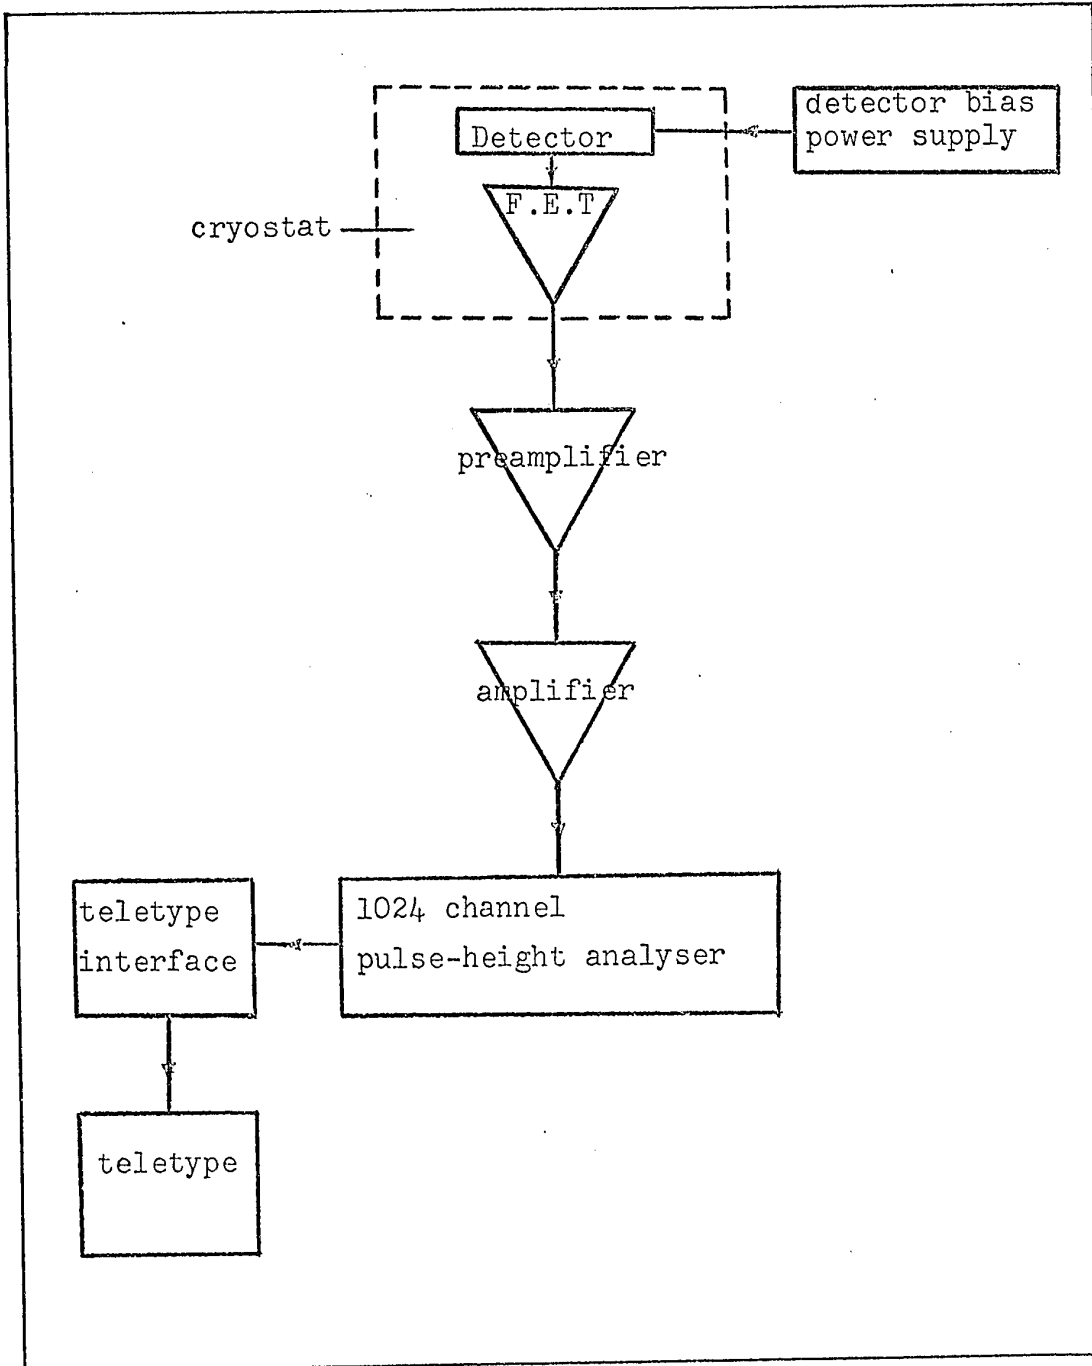 detector bias
power supply
Detector
F.E.T
cryostat
preamplifier
amplifier
1024 channel
pulse-height analyser
teletype
interface
teletype